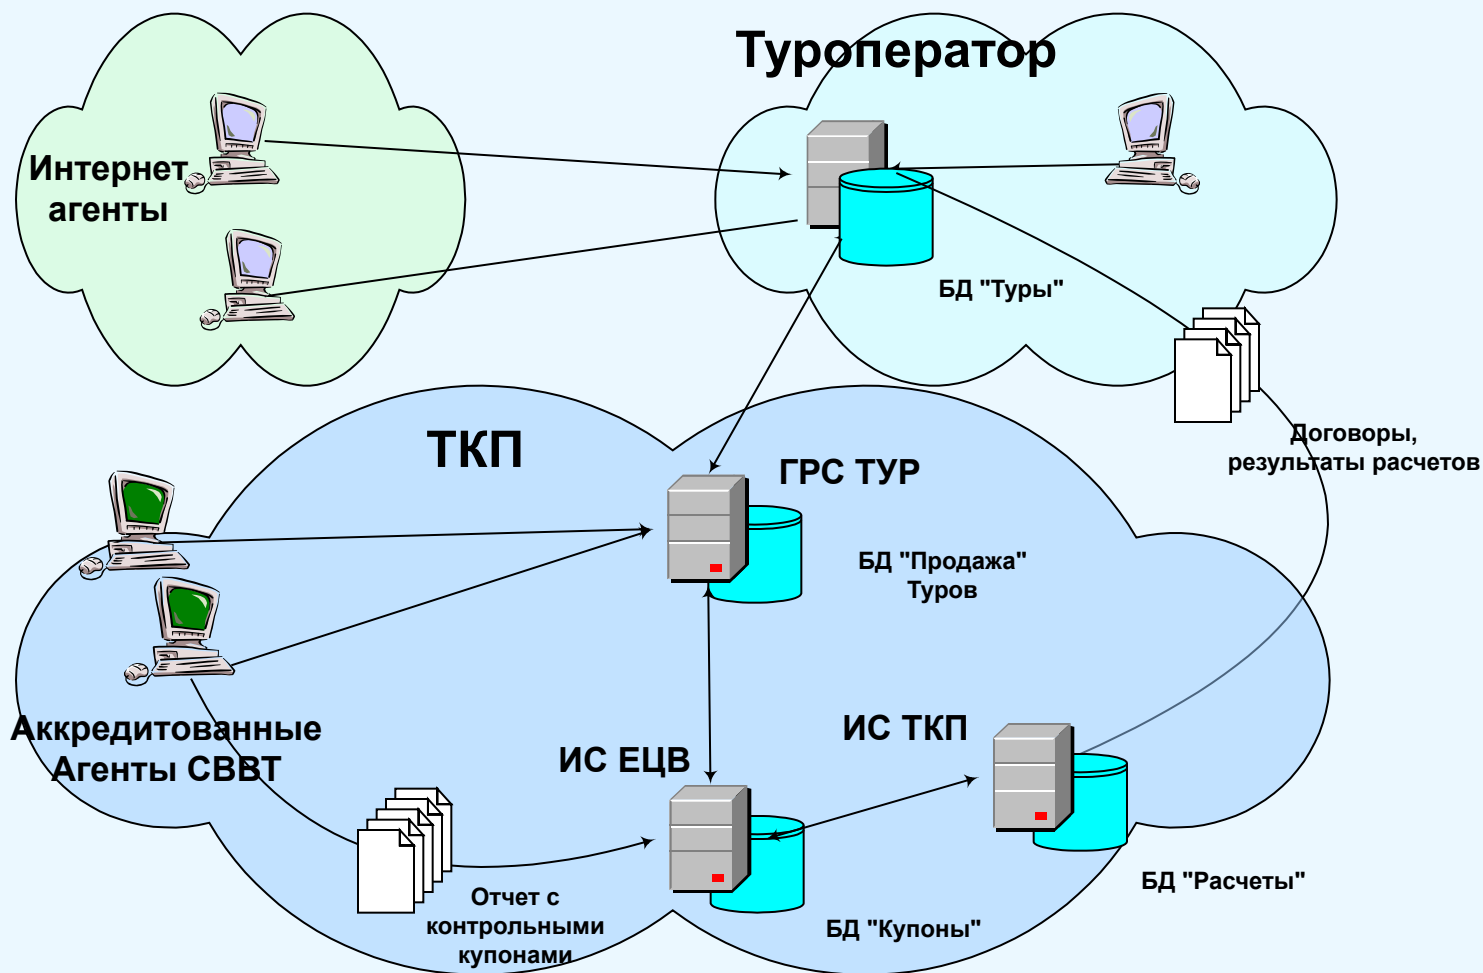 Туроператор
Интернет
агенты
БД "Туры"
Договоры,
результаты расчетов
ТКП
ГРС ТУР
БД "Продажа"
Туров
Аккредитованные
Агенты СВВТ
ИС ЕЦВ
ИС ТКП
БД "Расчеты"
Отчет с
контрольными
купонами
БД "Купоны"